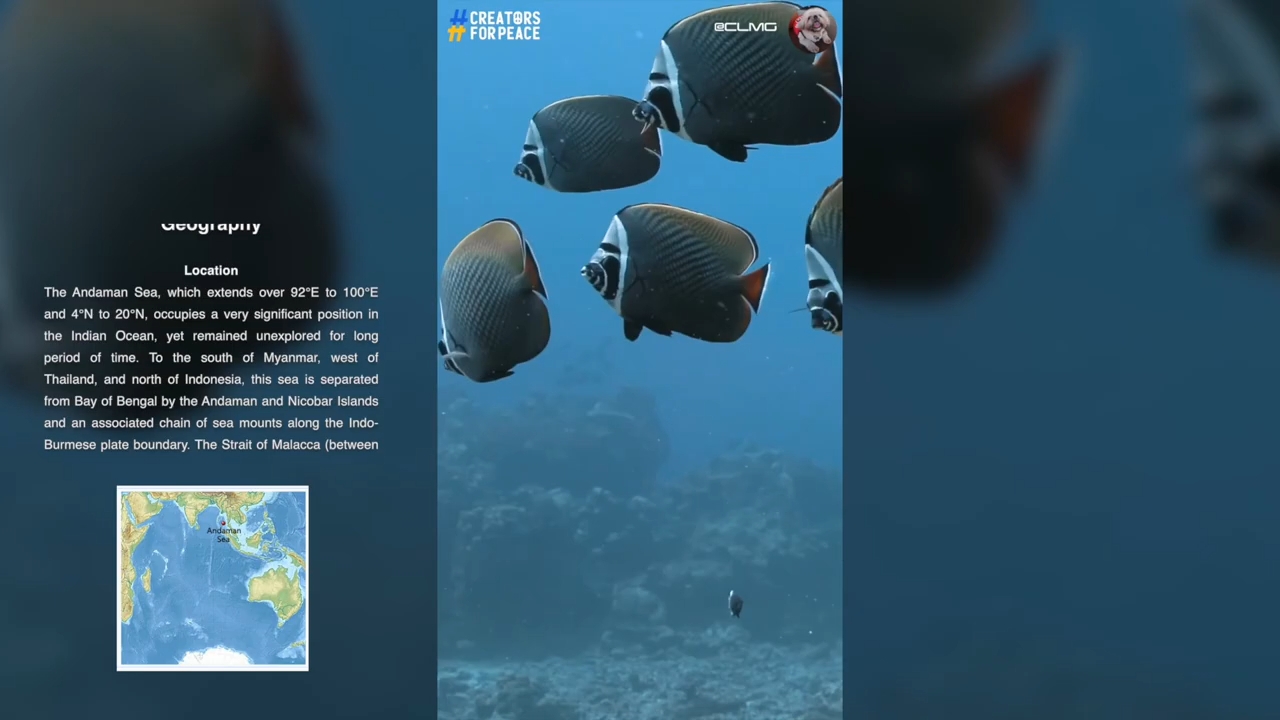 #CREATORS
#FORPEACE
@CLMG
Geography
Location
The Andaman Sea, which extends over 92°E to 100°E
and 4°N to 20°N, occupies a very significant position in
the Indian Ocean, yet remained unexplored for long
period of time. To the south of Myanmar, west of
Thailand, and north of Indonesia, this sea is separated
from Bay of Bengal by the Andaman and Nicobar Islands
and an associated chain of sea mounts along the Indo-
Burmese plate boundary. The Strait of Malacca (between
Andaman
Sea